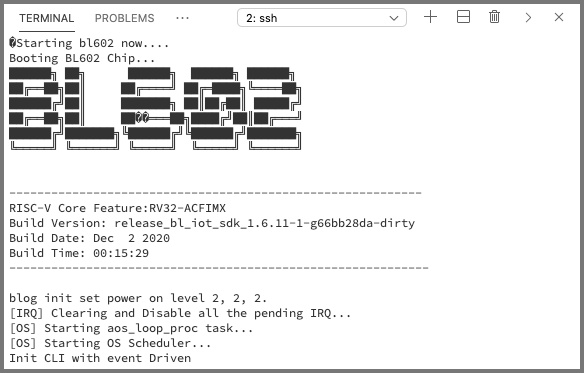 TERMINAL PROBLEMS ... 2: ssh
�Starting bl602 now....
Booting BL602 Chip...
BL602
------------------------------------------------------------
RISC-V Core Feature:RV32-ACFIMX
Build Version: release_bl_iot_sdk_1.6.11-1-g66bb28da-dirty
Build Date: Dec  2 2020
Build Time: 00:15:29
------------------------------------------------------------
blog init set power on level 2, 2, 2.
[IRQ] Clearing and Disable all the pending IRQ...
[OS] Starting aos_loop_proc task...
[OS] Starting OS Scheduler...
Init CLI with event Driven